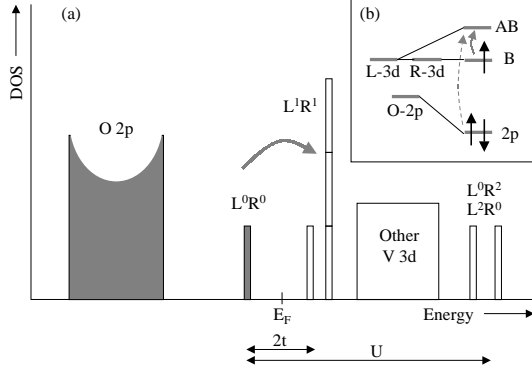 (a)
(b)
DOS
O 2p
L⁰R⁰
L¹R¹
L-3d R-3d
O-2p
AB
B
2p
Other
V 3d
L⁰R²
L²R⁰
E_F
Energy
2t
U